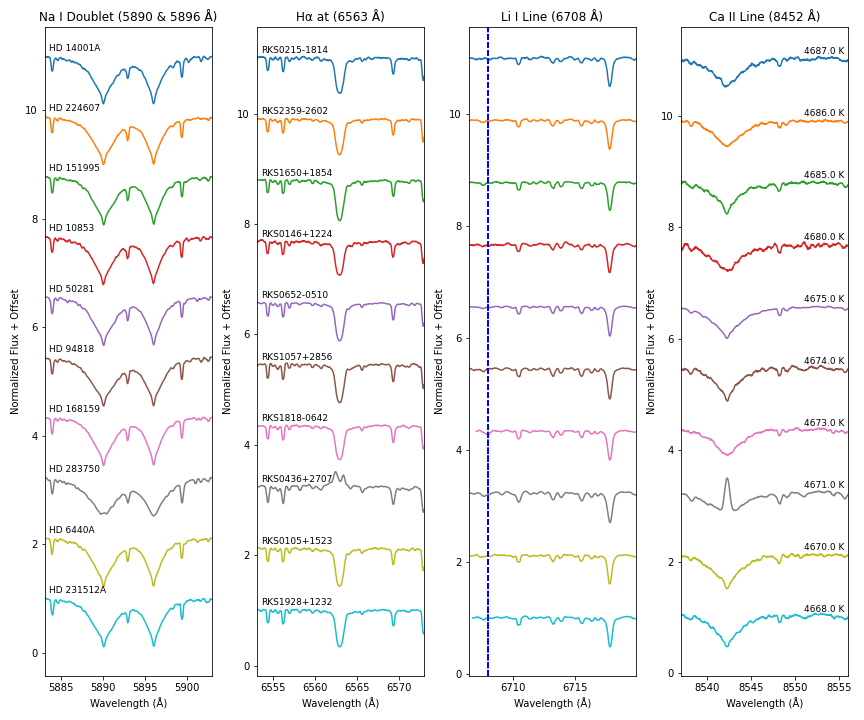 Na I Doublet (5890 & 5896 Å)
Hα at (6563 Å)
Li I Line (6708 Å)
Ca II Line (8452 Å)
HD 14001A
HD 224607
HD 151995
HD 10853
HD 50281
HD 94818
HD 168159
HD 283750
HD 6440A
HD 231512A
10
8
6
4
2
0
Normalized Flux + Offset
5885
5890
5895
5900
Wavelength (Å)
RKS0215-1814
RKS2359-2602
RKS1650+1854
RKS0146+1224
RKS0652-0510
RKS1057+2856
RKS1818-0642
RKS0436+2707
RKS0105+1523
RKS1928+1232
10
8
6
4
2
0
Normalized Flux + Offset
6555
6560
6565
6570
Wavelength (Å)
10
8
6
4
2
0
Normalized Flux + Offset
6710
6715
Wavelength (Å)
4687.0 K
4686.0 K
4685.0 K
4680.0 K
4675.0 K
4674.0 K
4673.0 K
4671.0 K
4670.0 K
4668.0 K
10
8
6
4
2
0
Normalized Flux + Offset
8540
8545
8550
8555
Wavelength (Å)